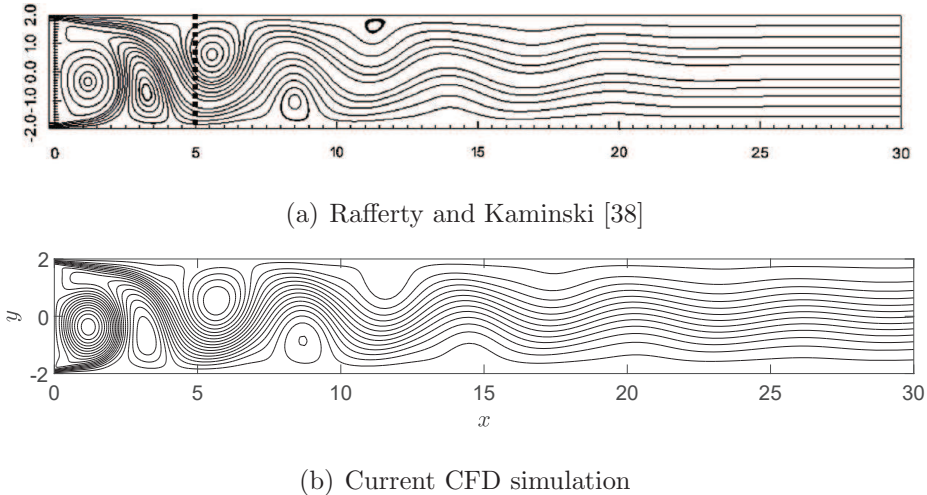 2.0
1.0
0.0
-1.0
-2.0
0 5 10 15 20 25 30
(a) Rafferty and Kaminski [38]
2
0
-2
y
0 5 10 15 20 25 30
x
(b) Current CFD simulation